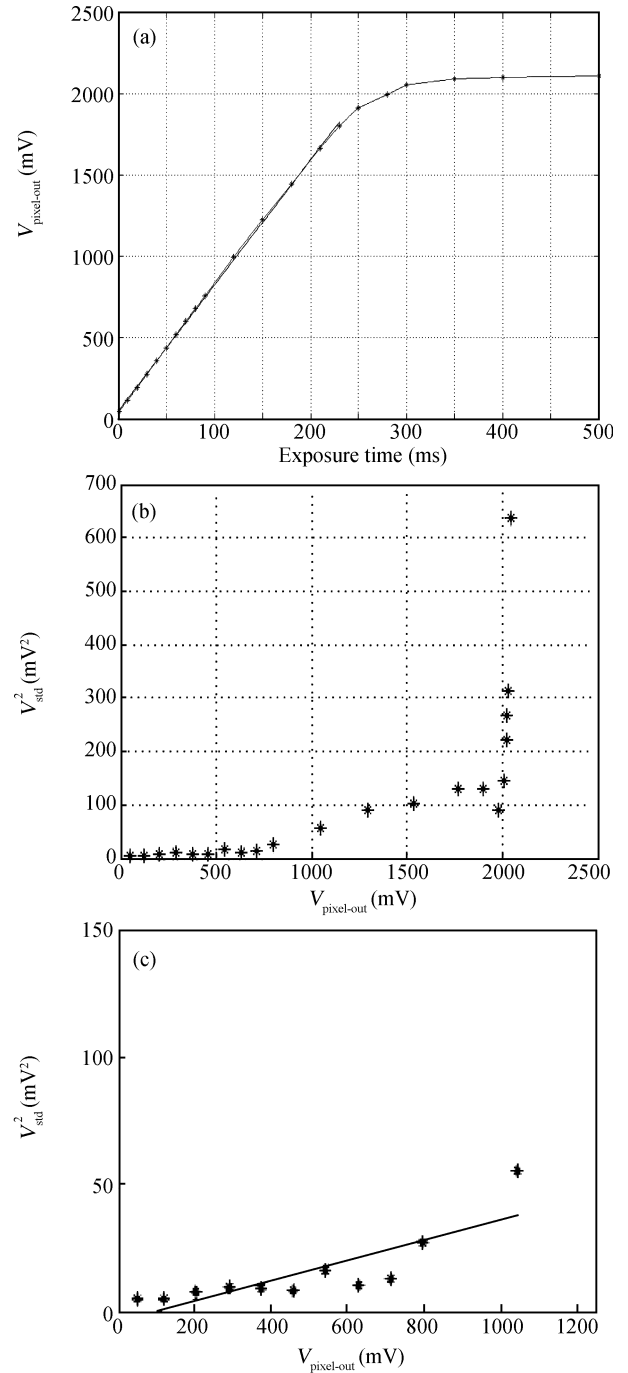 (a)
2500
2000
1500
1000
500
0
V_pixel-out (mV)
0 100 200 300 400 500
Exposure time (ms)
(b)
700
600
500
400
300
200
100
0
V²_std (mV²)
0 500 1000 1500 2000 2500
V_pixel-out (mV)
(c)
150
100
50
0
V²_std (mV²)
0 200 400 600 800 1000 1200
V_pixel-out (mV)